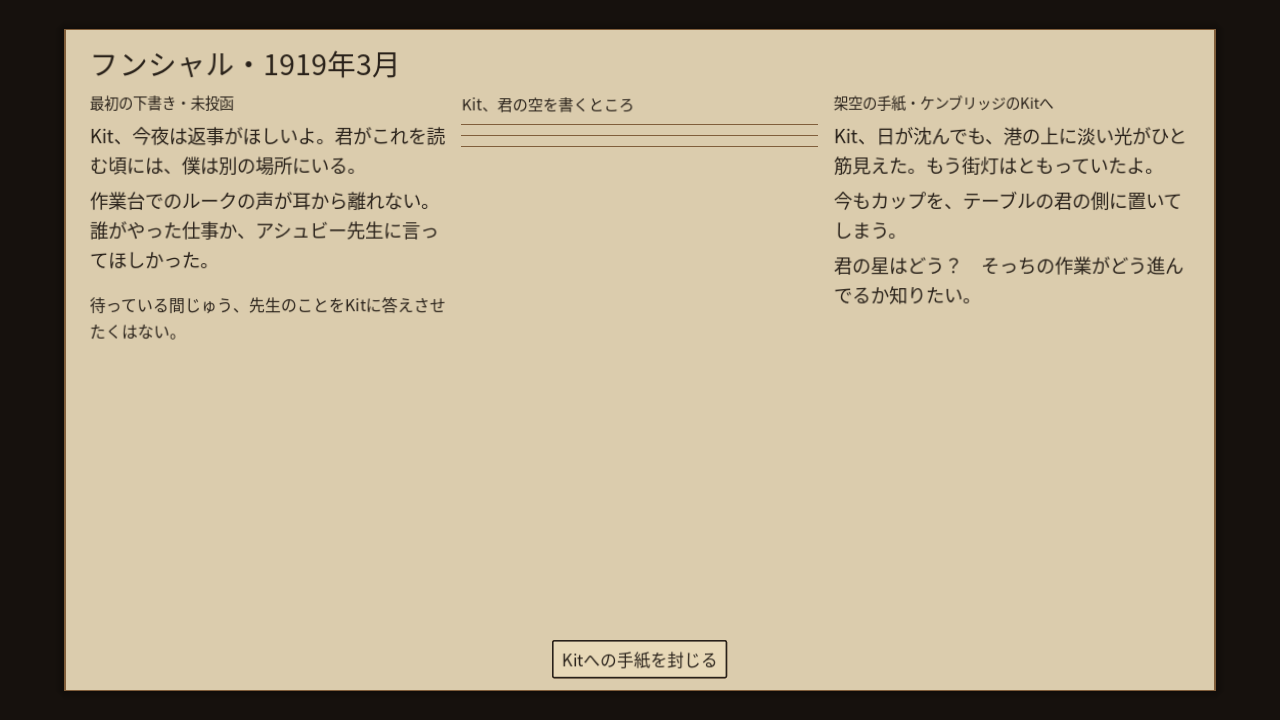 フンシャル・1919年3月
最初の下書き・未投函
Kit、今夜は返事がほしいよ。君がこれを読
む頃には、僕は別の場所にいる。
作業台でのルークの声が耳から離れない。
誰がやった仕事か、アシュビー先生に言っ
てほしかった。
待っている間じゅう、先生のことをKitに答えさせ
たくはない。
Kit、君の空を書くところ
架空の手紙・ケンブリッジのKitへ
Kit、日が沈んでも、港の上に淡い光がひと
筋見えた。もう街灯はともっていたよ。
今もカップを、テーブルの君の側に置いて
しまう。
君の星はどう？　そっちの作業がどう進ん
でるか知りたい。
Kitへの手紙を封じる